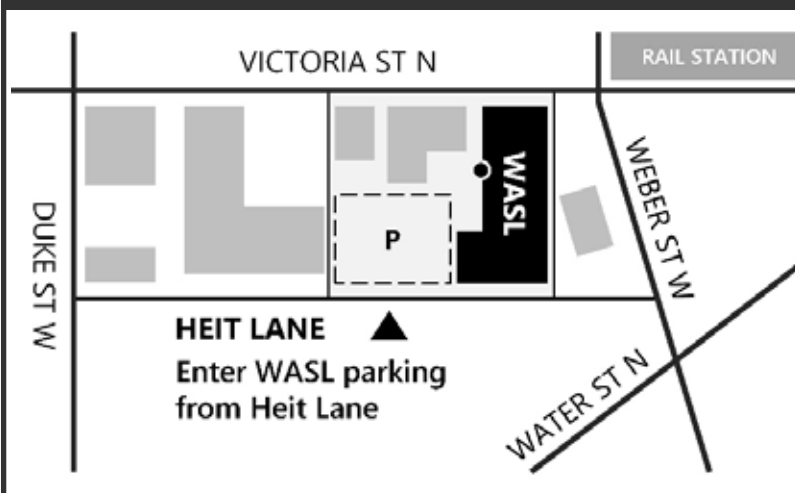 VICTORIA ST N
RAIL STATION
WASL
WEBER ST W
DUKE ST W
P
HEIT LANE
Enter WASL parking
from Heit Lane
WATER ST N